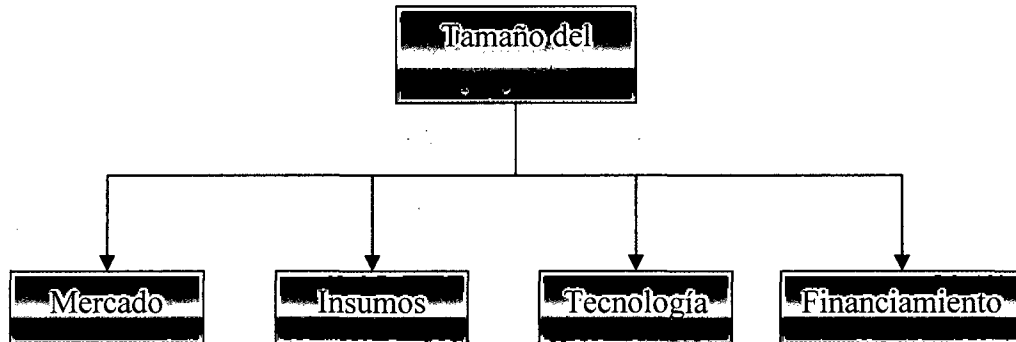 Tamaño del
Mercado
Insumos
Tecnología
Financiamiento